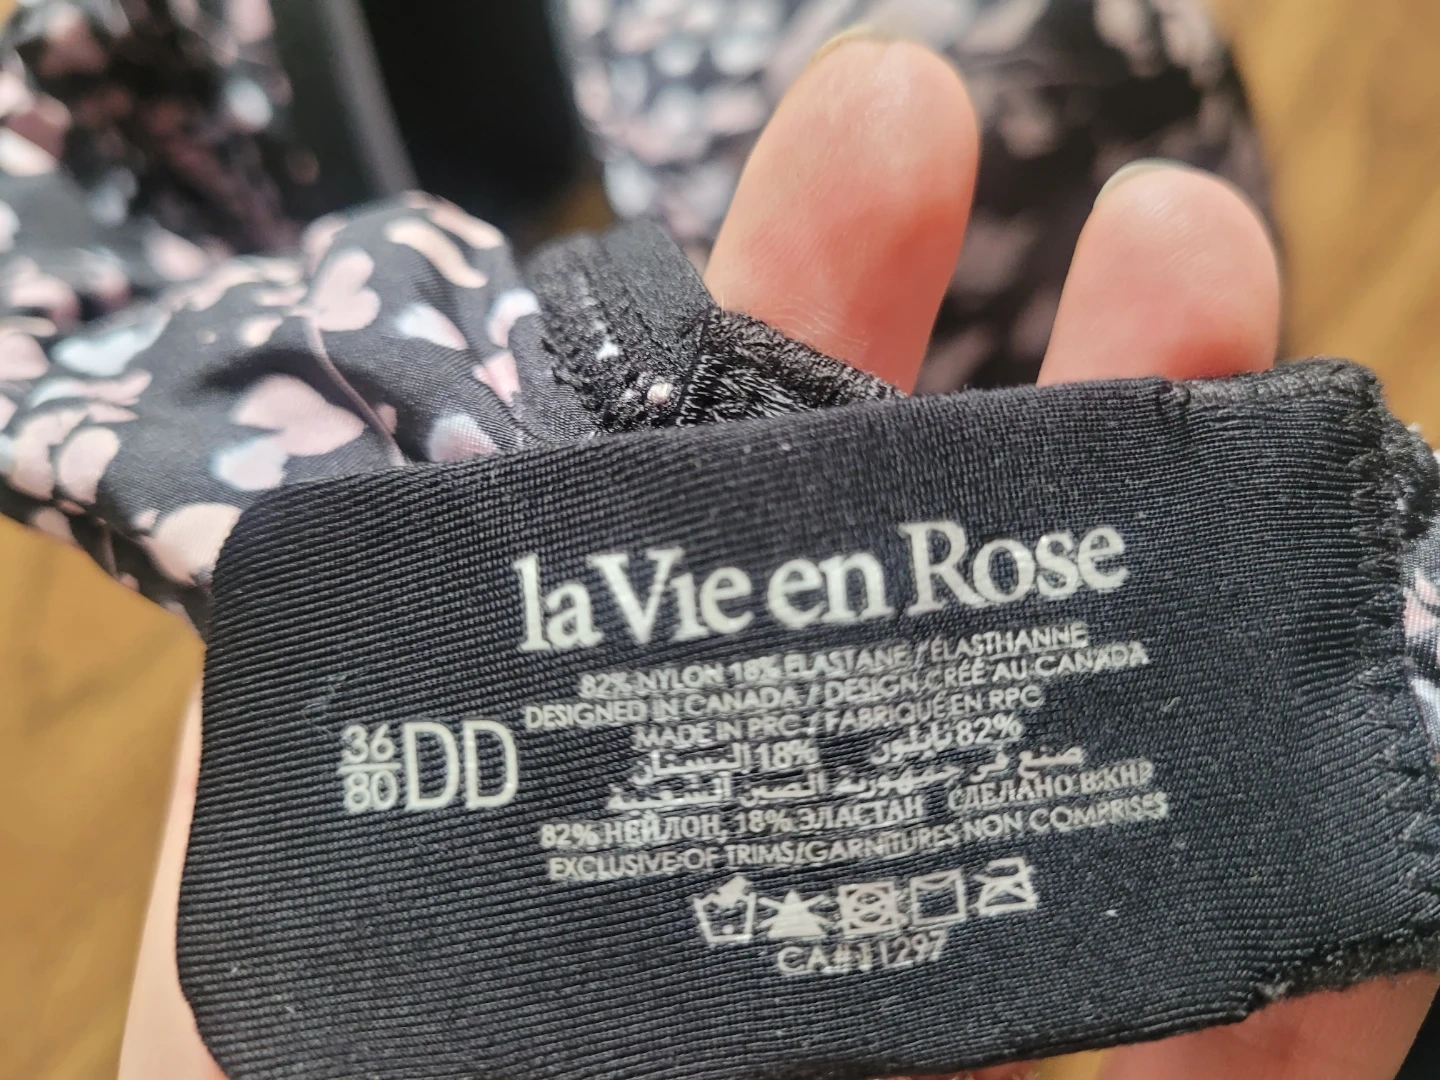 la Vie en Rose
82% NYLON 18% ELASTANE / ÉLASTHANNE
DESIGNED IN CANADA / DESIGN CRÉÉ AU CANADA
MADE IN PRC / FABRIQUÉ EN RPC
36
80 DD
82% نايلون 18% اليستان
صنع في جمهورية الصين الشعبية
82% НЕЙЛОН, 18% ЭЛАСТАН СДЕЛАНО В КНР
EXCLUSIVE OF TRIMS/GARNITURES NON COMPRISES
CA# 11297